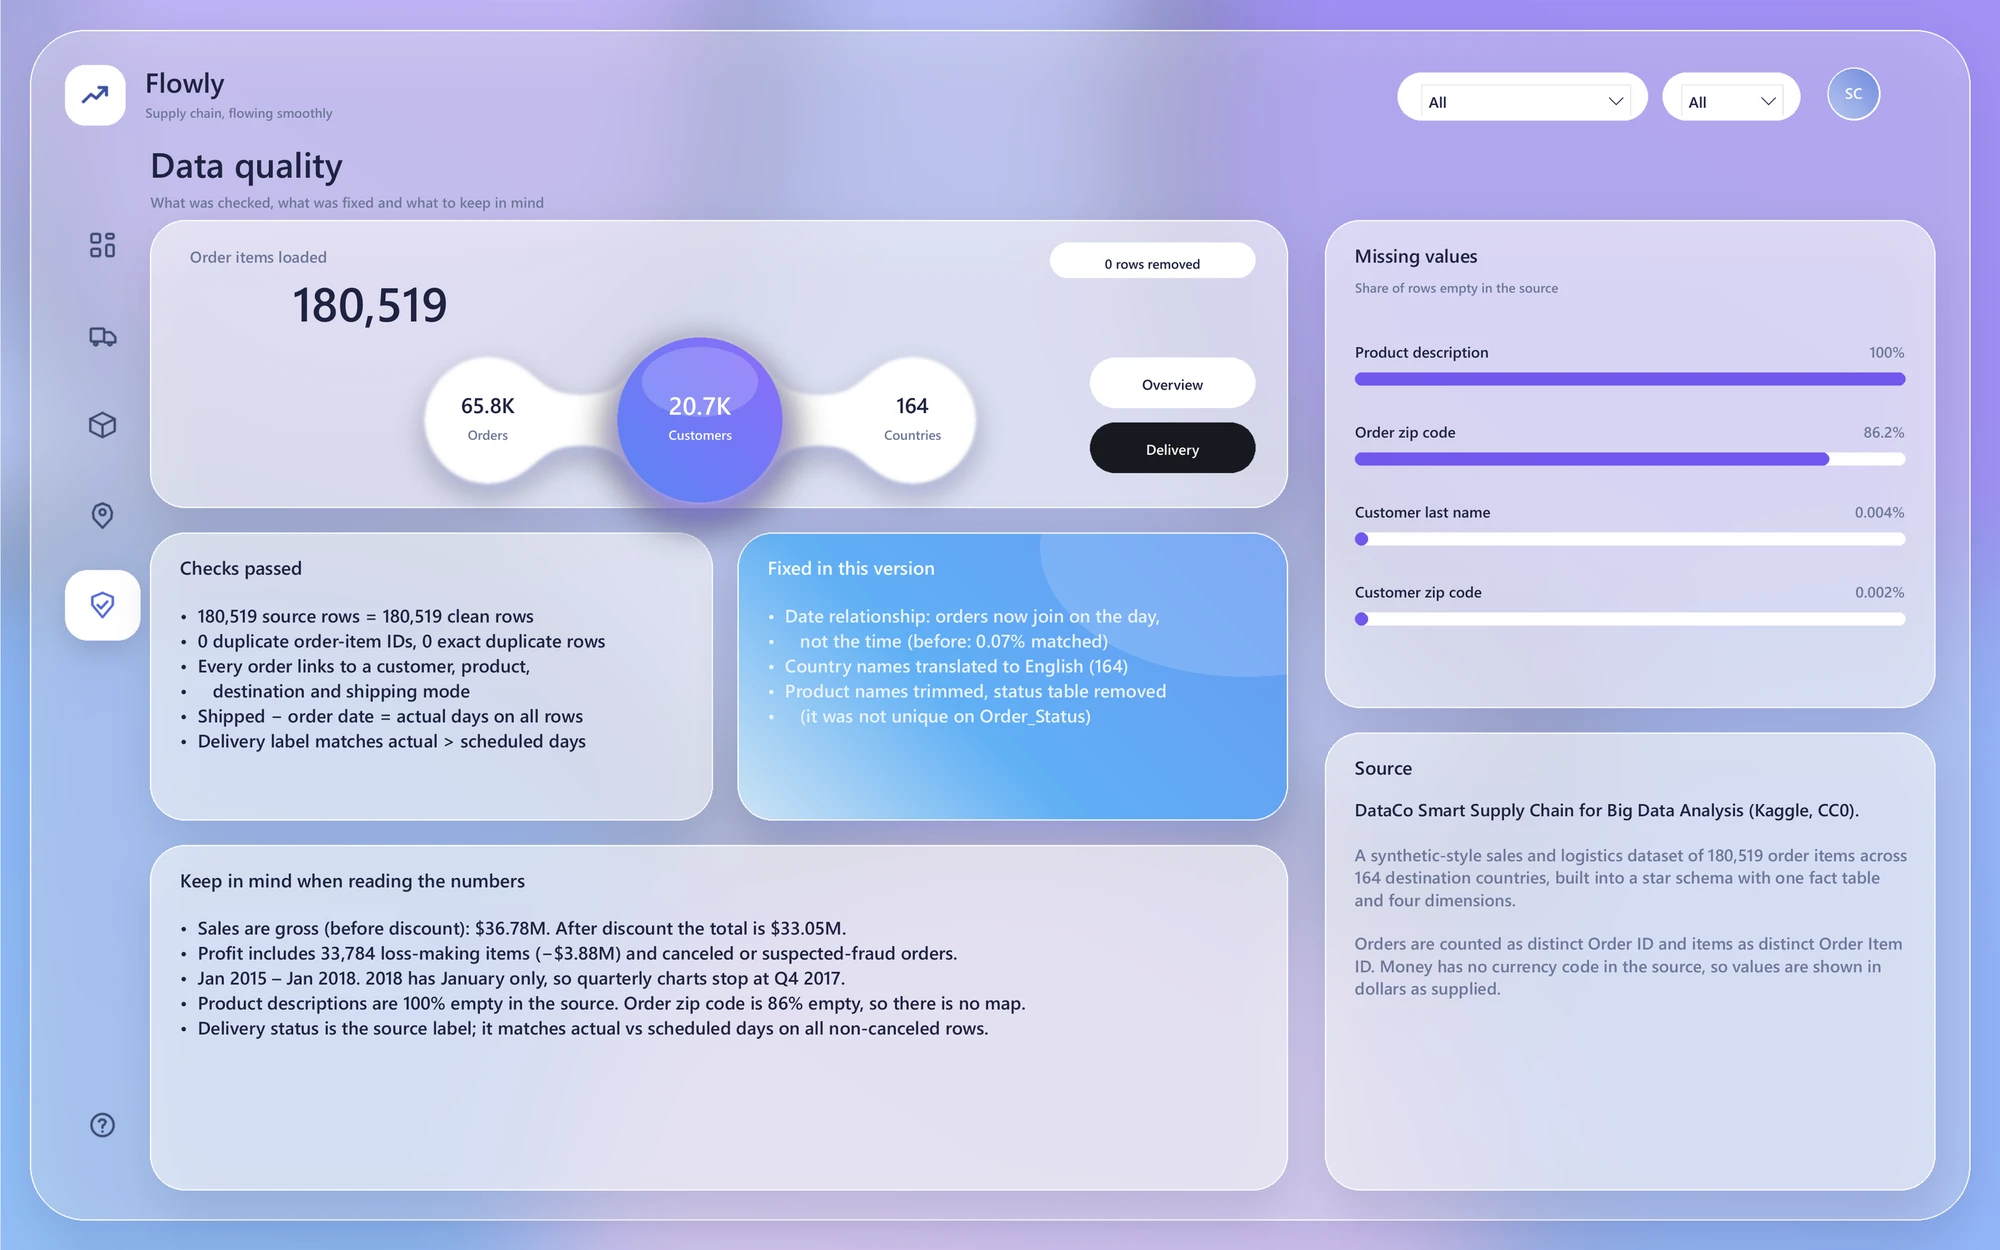 Flowly
Supply chain, flowing smoothly
All
All
SC
Data quality
What was checked, what was fixed and what to keep in mind
Order items loaded
0 rows removed
180,519
65.8K
Orders
20.7K
Customers
164
Countries
Overview
Delivery
Missing values
Share of rows empty in the source
Product description
100%
Order zip code
86.2%
Customer last name
0.004%
Customer zip code
0.002%
Checks passed
• 180,519 source rows = 180,519 clean rows
• 0 duplicate order-item IDs, 0 exact duplicate rows
• Every order links to a customer, product,
• destination and shipping mode
• Shipped − order date = actual days on all rows
• Delivery label matches actual > scheduled days
Fixed in this version
• Date relationship: orders now join on the day,
• not the time (before: 0.07% matched)
• Country names translated to English (164)
• Product names trimmed, status table removed
• (it was not unique on Order_Status)
Keep in mind when reading the numbers
• Sales are gross (before discount): $36.78M. After discount the total is $33.05M.
• Profit includes 33,784 loss-making items (−$3.88M) and canceled or suspected-fraud orders.
• Jan 2015 – Jan 2018. 2018 has January only, so quarterly charts stop at Q4 2017.
• Product descriptions are 100% empty in the source. Order zip code is 86% empty, so there is no map.
• Delivery status is the source label; it matches actual vs scheduled days on all non-canceled rows.
Source
DataCo Smart Supply Chain for Big Data Analysis (Kaggle, CC0).
A synthetic-style sales and logistics dataset of 180,519 order items across
164 destination countries, built into a star schema with one fact table
and four dimensions.
Orders are counted as distinct Order ID and items as distinct Order Item
ID. Money has no currency code in the source, so values are shown in
dollars as supplied.